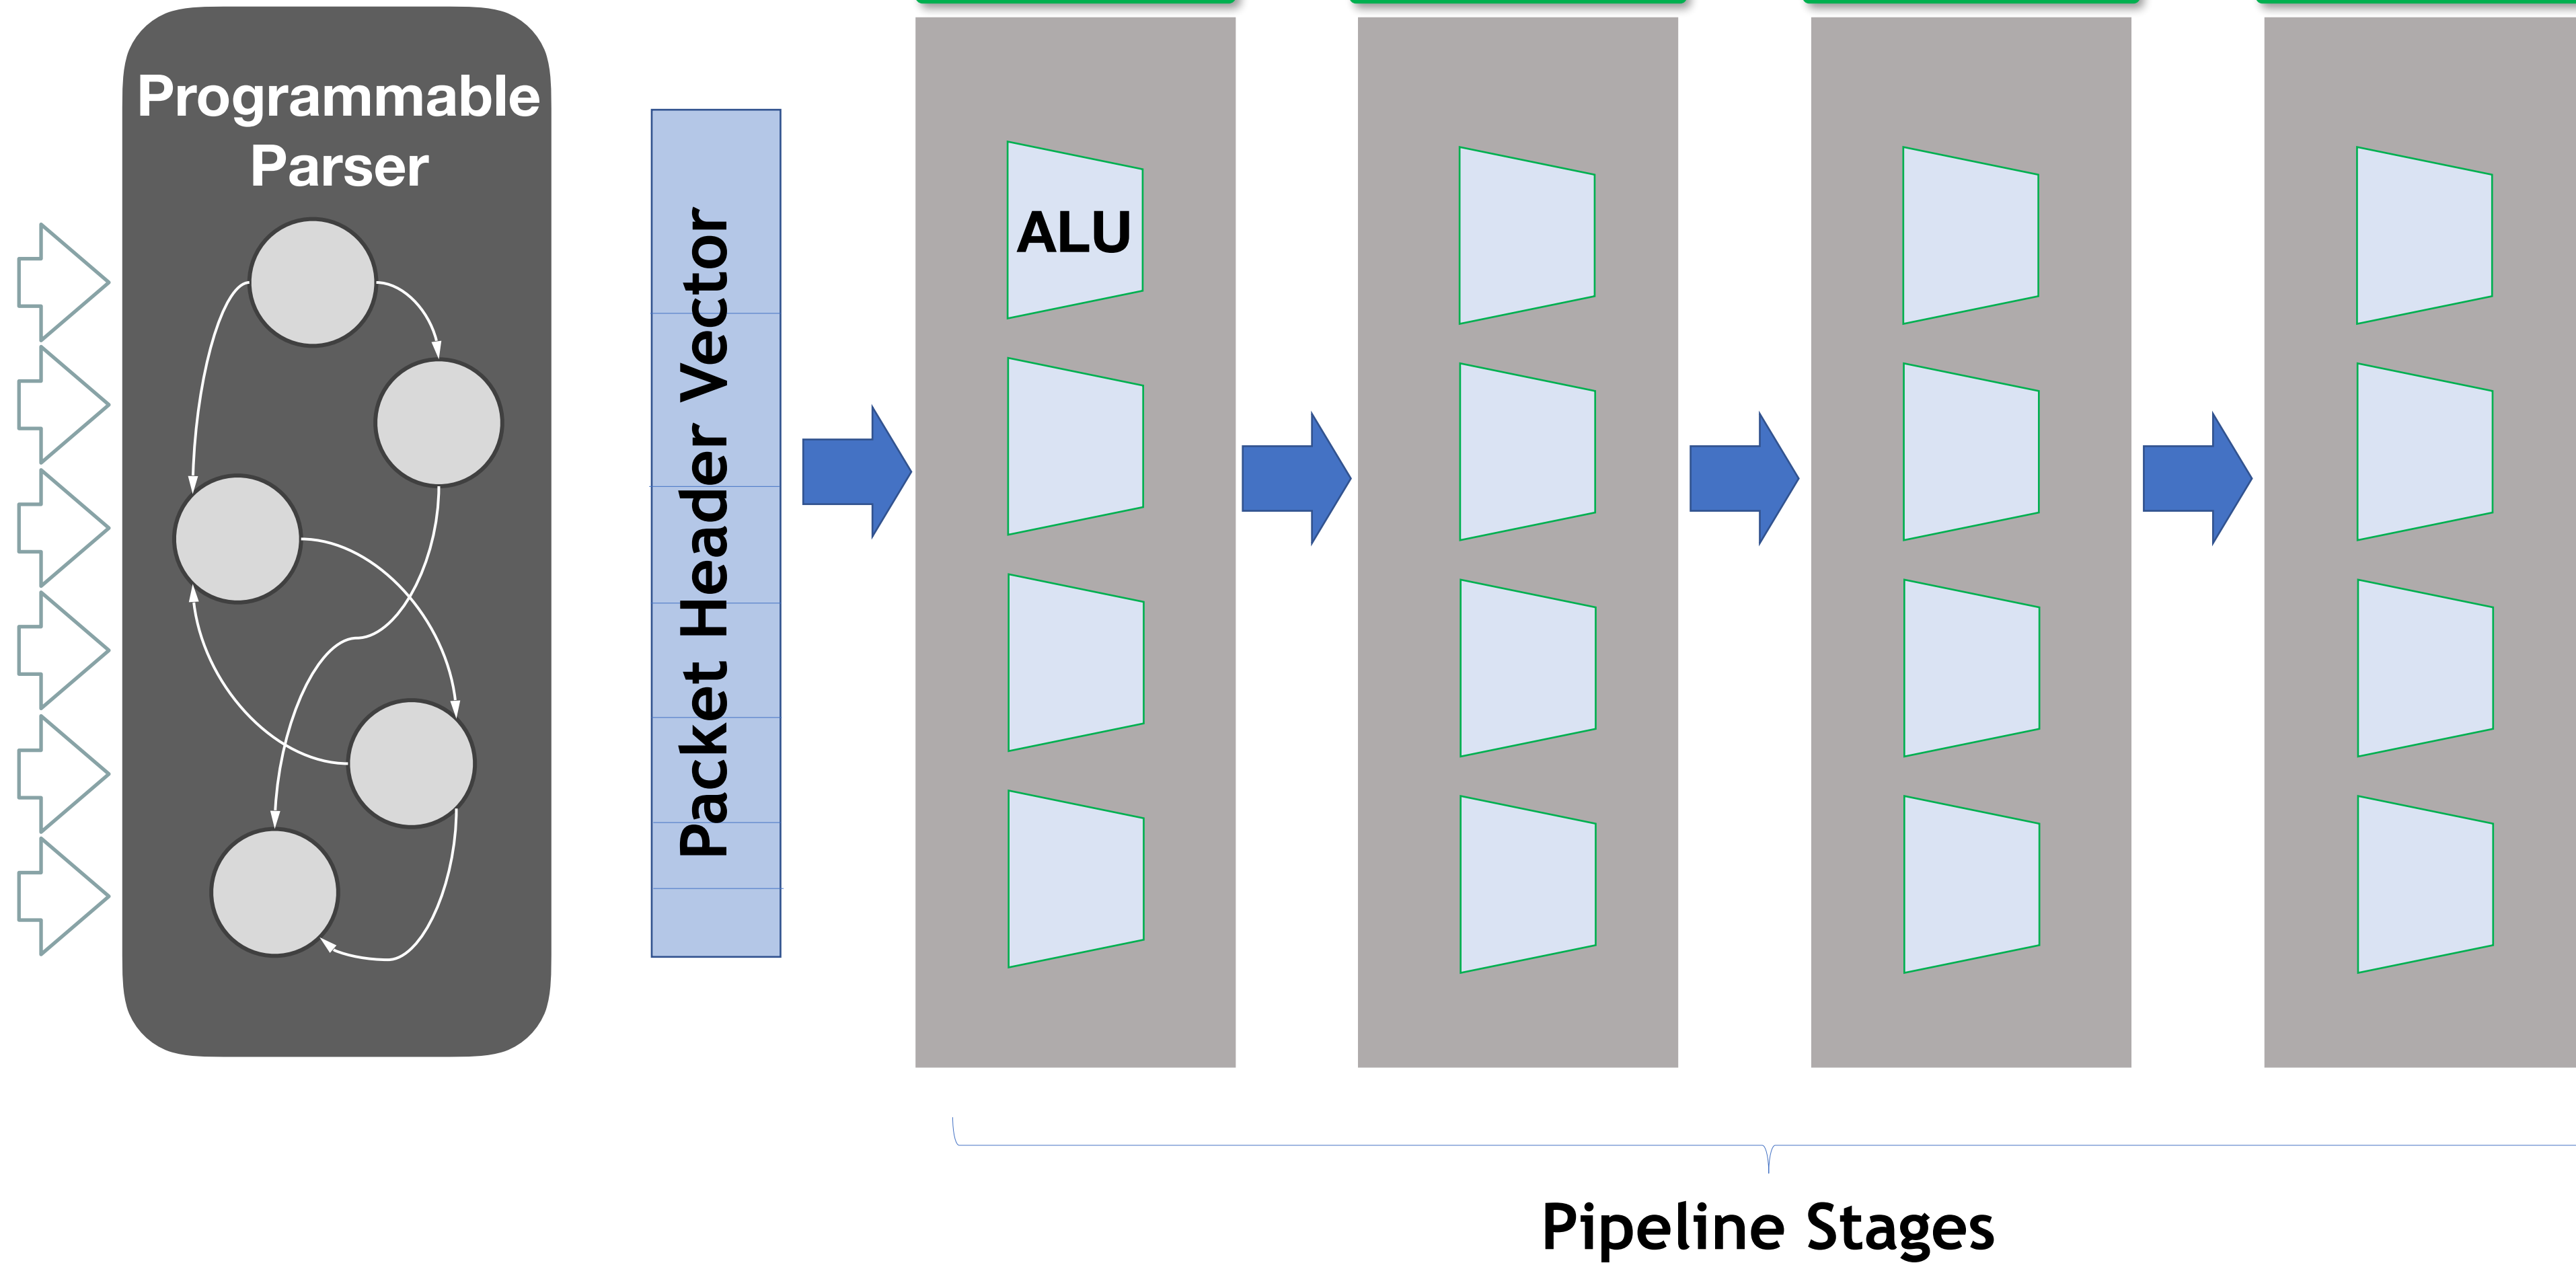 Programmable
Parser
Packet Header Vector
ALU
Pipeline Stages